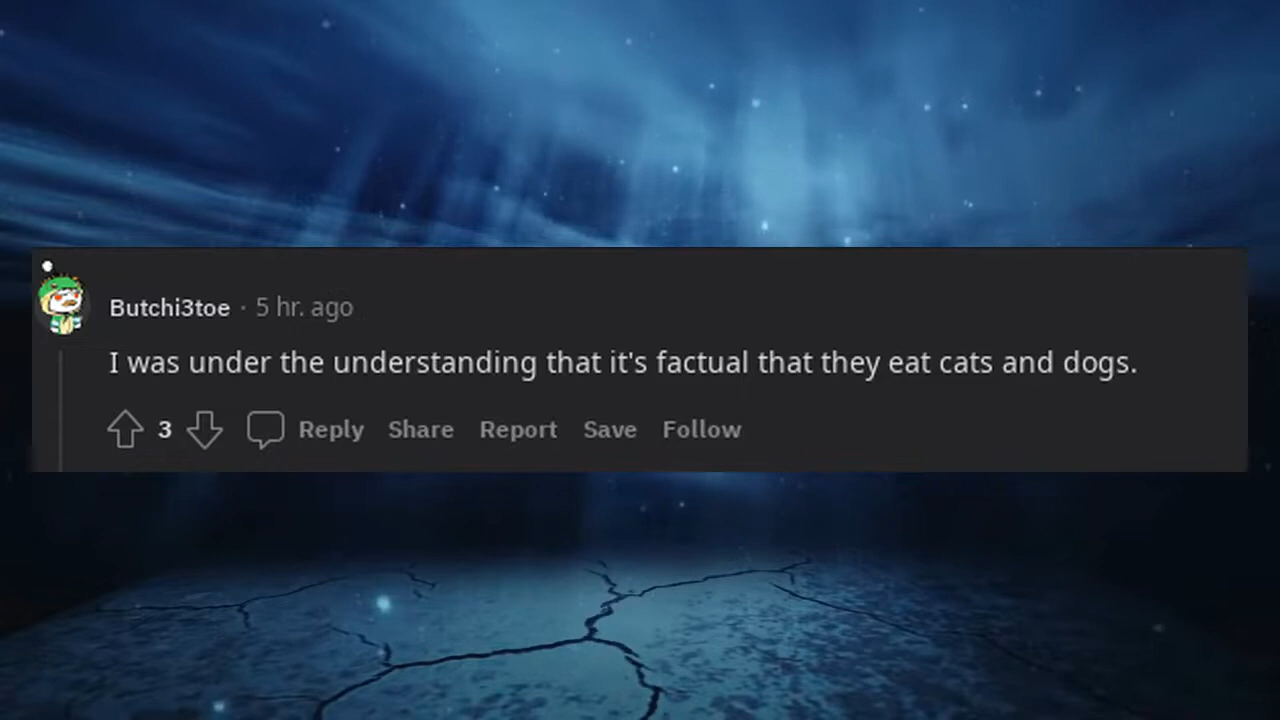 Butchi3toe · 5 hr. ago
I was under the understanding that it's factual that they eat cats and dogs.
3 Reply Share Report Save Follow